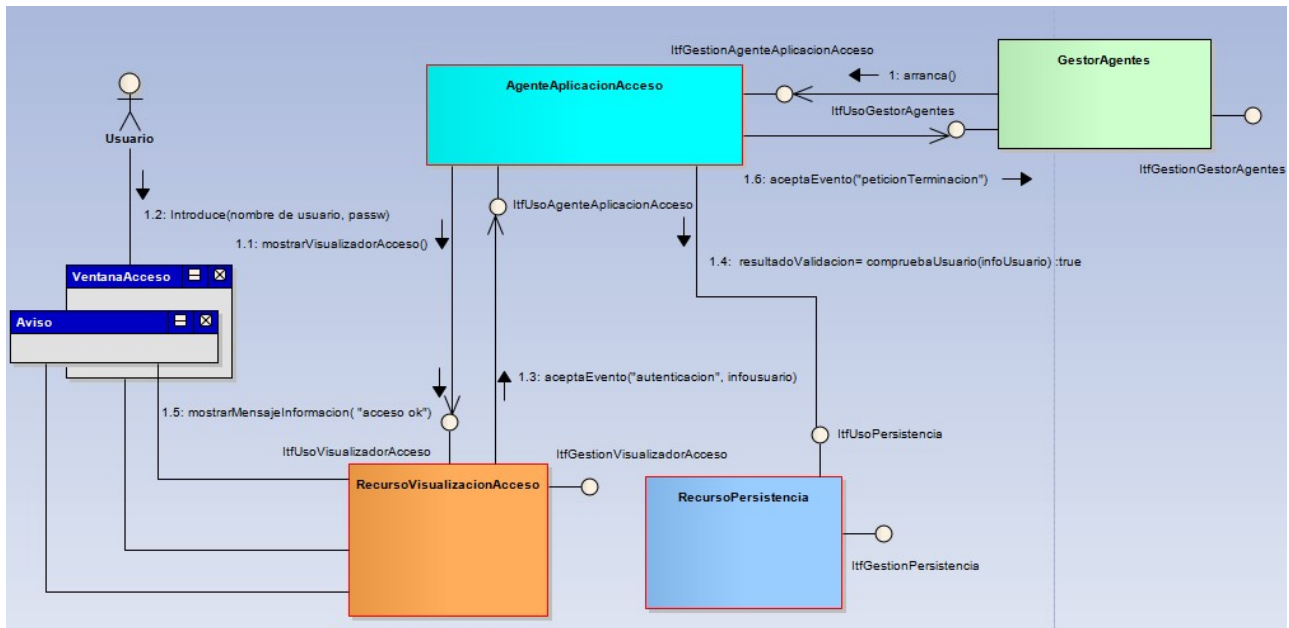 ItfGestionAgenteAplicacionAcceso
GestorAgentes
AgenteAplicacionAcceso
1: arranca()
ItfUsoGestorAgentes
Usuario
ItfGestionGestorAgentes
1.6: aceptaEvento("peticionTerminacion")
1.2: Introduce(nombre de usuario, passw)
ItfUsoAgenteAplicacionAcceso
1.1: mostrarVisualizadorAcceso()
1.4: resultadoValidacion= compruebaUsuario(infoUsuario) :true
VentanaAcceso
Aviso
1.3: aceptaEvento("autenticacion", infousuario)
1.5: mostrarMensajeInformacion( "acceso ok")
ItfUsoPersistencia
ItfUsoVisualizadorAcceso
ItfGestionVisualizadorAcceso
RecursoVisualizacionAcceso
RecursoPersistencia
ItfGestionPersistencia